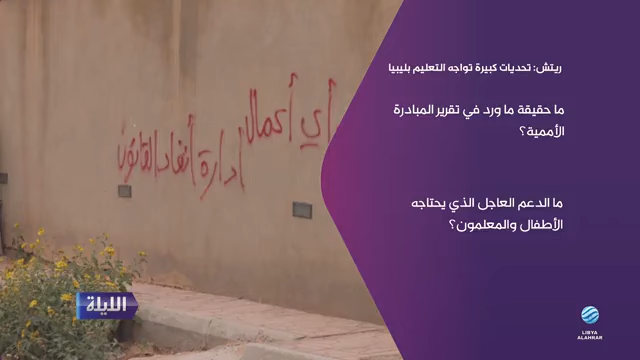 ريتش: تحديات كبيرة تواجه التعليم بليبيا
ما حقيقة ما ورد في تقرير المبادرة
الأممية؟
ما الدعم العاجل الذي يحتاجه
الأطفال والمعلمون؟
أي أعمال
إدارة أنفاد القانون
الليلة
LIBYA
ALAHRAR